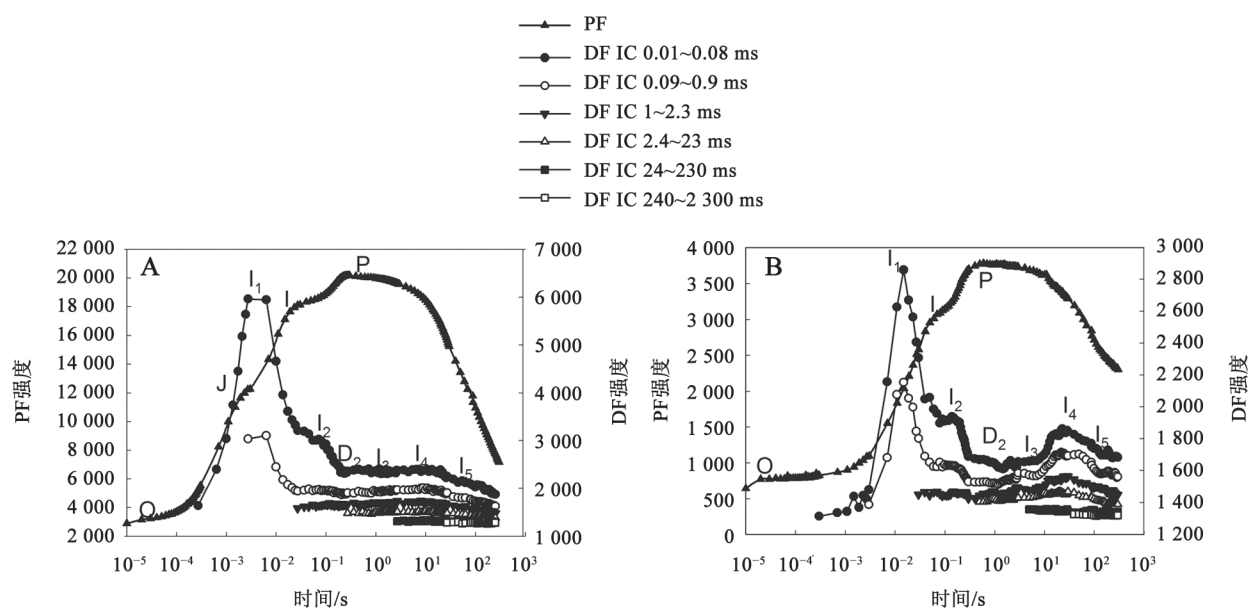 PF
DF IC 0.01~0.08 ms
DF IC 0.09~0.9 ms
DF IC 1~2.3 ms
DF IC 2.4~23 ms
DF IC 24~230 ms
DF IC 240~2 300 ms
A
PF强度
22 000
20 000
18 000
16 000
14 000
12 000
10 000
8 000
6 000
4 000
2 000
O
J
I₁
I
P
I₂
D₂
I₃
I₄
I₅
7 000
6 000
5 000
4 000
3 000
2 000
1 000
DF强度
10⁻⁵ 10⁻⁴ 10⁻³ 10⁻² 10⁻¹ 10⁰ 10¹ 10² 10³
时间/s
B
PF强度
4 000
3 500
3 000
2 500
2 000
1 500
1 000
500
0
O
I₁
I
P
I₂
D₂
I₃
I₄
I₅
3 000
2 800
2 600
2 400
2 200
2 000
1 800
1 600
1 400
1 200
DF强度
10⁻⁵ 10⁻⁴ 10⁻³ 10⁻² 10⁻¹ 10⁰ 10¹ 10² 10³
时间/s